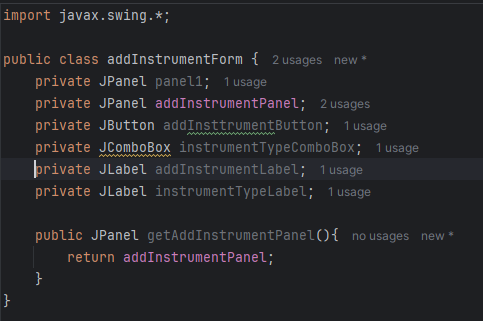 import javax.swing.*;
public class addInstrumentForm { 2 usages new *
private JPanel panel1; 1 usage
private JPanel addInstrumentPanel; 2 usages
private JButton addInsttrumentButton; 1 usage
private JComboBox instrumentTypeComboBox; 1 usage
private JLabel addInstrumentLabel; 1 usage
private JLabel instrumentTypeLabel; 1 usage
public JPanel getAddInstrumentPanel(){ no usages new *
return addInstrumentPanel;
}
}